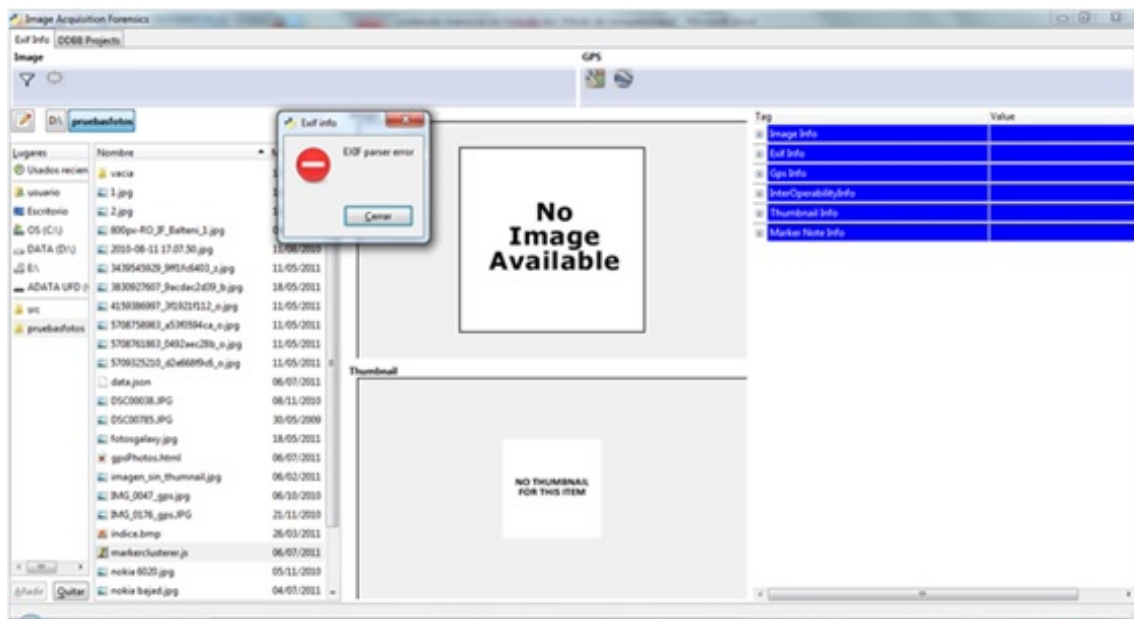 Image Acquisition Forensics
Exif Info DDBB Projects
Image GPS
D:\ pruebasfotos
Exif info
EXIF parser error
Cerrar
Tag Value
Image Info
Exif Info
Gps Info
InterOperabilityInfo
Thumbnail Info
Marker Note Info
Lugares
Usados recien
usuario
Escritorio
OS (C:\)
DATA (D:\)
E:\
ADATA UFD
src
pruebasfotos
Nombre
vacia
1.jpg
2.jpg
800px-RO_IF_Balteni_1.jpg
2010-08-11 17.07.50.jpg 11/08/2010
11/05/2011
18/05/2011
11/05/2011
11/05/2011
11/05/2011
11/05/2011
data.json 06/07/2011
DSC00038.JPG 08/11/2010
DSC00785.JPG 30/05/2009
fotosgalaxy.jpg 18/05/2011
gpsPhotos.html 06/07/2011
imagen_sin_thumnail.jpg 06/02/2011
IMG_0047_gps.jpg 06/10/2010
IMG_0176_gps.JPG 21/11/2010
indice.bmp 26/03/2011
markerclusterer.js 06/07/2011
nokia 6020.jpg 05/11/2010
nokia bajad.jpg 04/07/2011
Añadir Quitar
No
Image
Available
Thumbnail
NO THUMBNAIL
FOR THIS ITEM